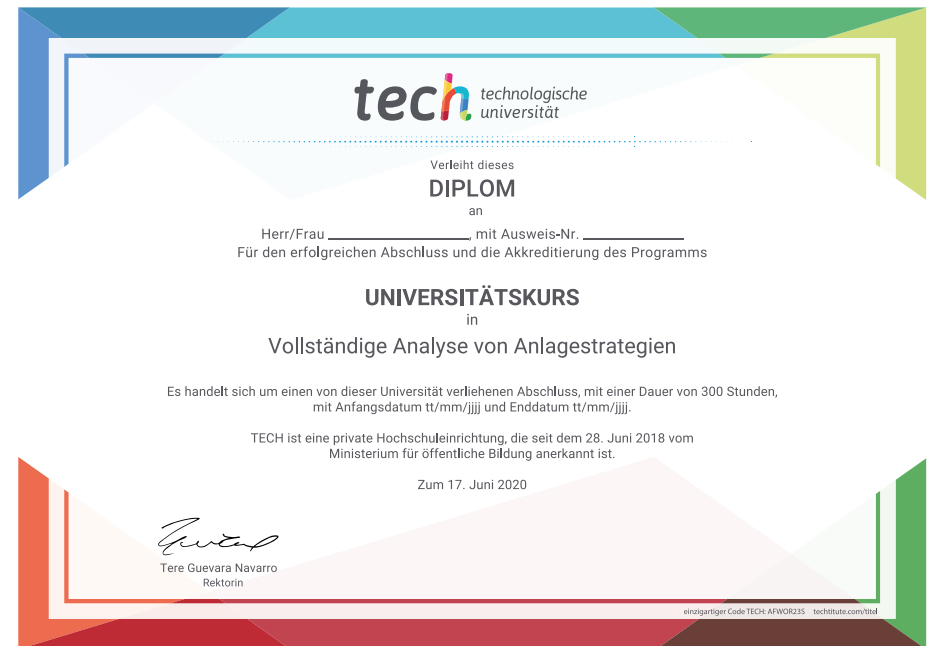 tech technologische
universität
Verleiht dieses
DIPLOM
an
Herr/Frau ____________, mit Ausweis-Nr. ____________
Für den erfolgreichen Abschluss und die Akkreditierung des Programms
UNIVERSITÄTSKURS
in
Vollständige Analyse von Anlagestrategien
Es handelt sich um einen von dieser Universität verliehenen Abschluss, mit einer Dauer von 300 Stunden,
mit Anfangsdatum tt/mm/jjjj und Enddatum tt/mm/jjjj.
TECH ist eine private Hochschuleinrichtung, die seit dem 28. Juni 2018 vom
Ministerium für öffentliche Bildung anerkannt ist.
Zum 17. Juni 2020
Tere Guevara Navarro
Rektorin
einzigartiger Code TECH: AFWOR23S techtitute.com/titel